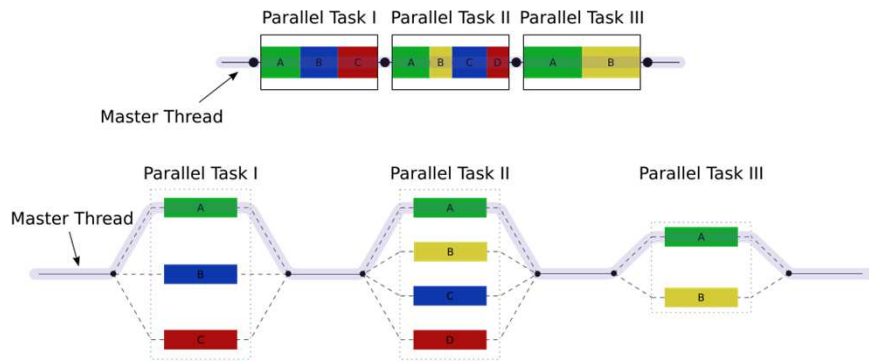 Parallel Task I Parallel Task II Parallel Task III
A B C A B C D A B
Master Thread
Parallel Task I Parallel Task II Parallel Task III
A A
Master Thread
B A
B C B
C D